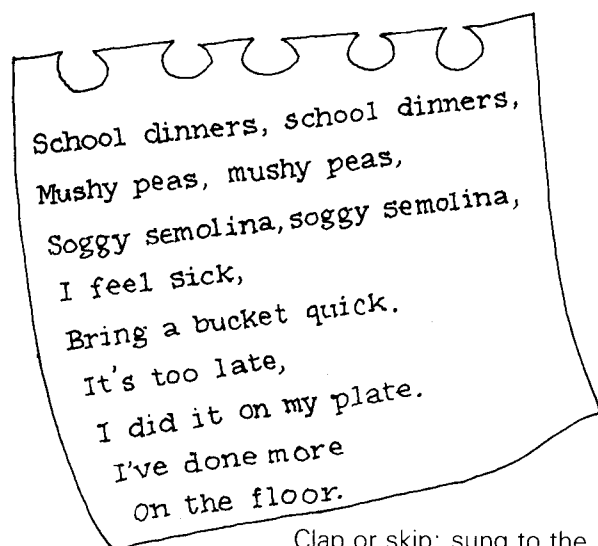 School dinners, school dinners,
Mushy peas, mushy peas,
Soggy semolina, soggy semolina,
I feel sick,
Bring a bucket quick.
It's too late,
I did it on my plate.
I've done more
On the floor.
Clap or skip; sung to the